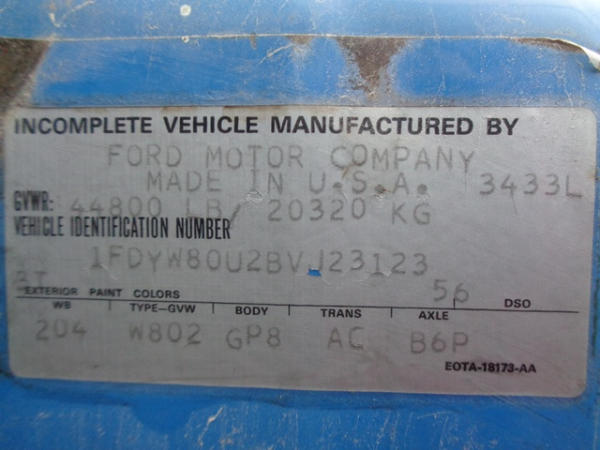 INCOMPLETE VEHICLE MANUFACTURED BY
FORD MOTOR COMPANY
MADE IN U.S.A. 3433L
GVWR: 44800 LB/ 20320 KG
VEHICLE IDENTIFICATION NUMBER
1FDYW80U2BVJ23123
3T 56
EXTERIOR PAINT COLORS DSO
WB TYPE-GVW BODY TRANS AXLE
204 W802 GP8 AC B6P
EOTA-18173-AA